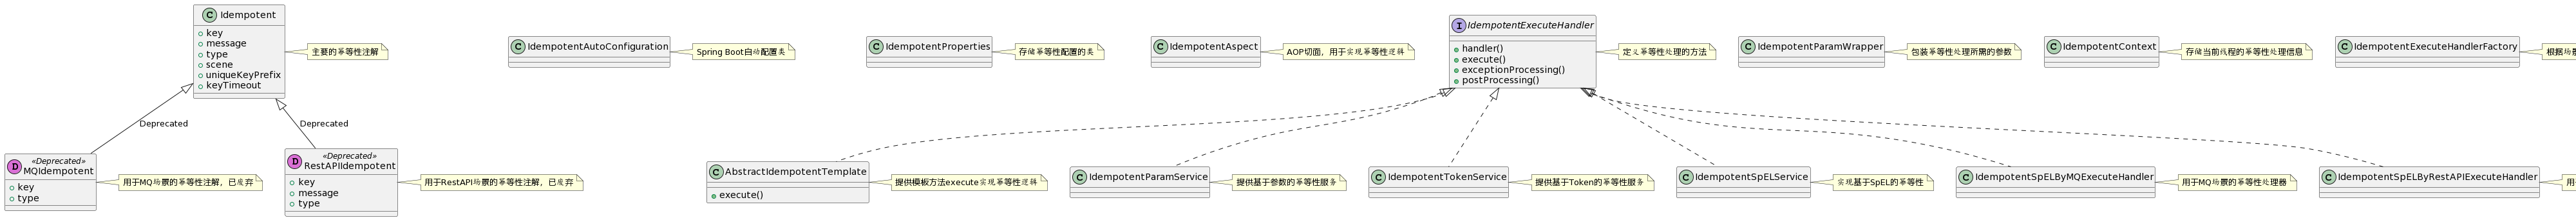 Idempotent
key
message
type
scene
uniqueKeyPrefix
keyTimeout
主要的幂等性注解
IdempotentAutoConfiguration
Spring Boot自动配置类
IdempotentProperties
存储幂等性配置的类
IdempotentAspect
AOP切面，用于实现幂等性逻辑
IdempotentExecuteHandler
handler()
execute()
exceptionProcessing()
postProcessing()
定义幂等性处理的方法
IdempotentParamWrapper
包装幂等性处理所需的参数
IdempotentContext
存储当前线程的幂等性处理信息
IdempotentExecuteHandlerFactory
根据场景
Deprecated
Deprecated
«Deprecated»
MQIdempotent
key
type
用于MQ场景的幂等性注解，已废弃
«Deprecated»
RestAPIIdempotent
key
message
type
用于RestAPI场景的幂等性注解，已废弃
AbstractIdempotentTemplate
execute()
提供模板方法execute实现幂等性逻辑
IdempotentParamService
提供基于参数的幂等性服务
IdempotentTokenService
提供基于Token的幂等性服务
IdempotentSpELService
实现基于SpEL的幂等性
IdempotentSpELByMQExecuteHandler
用于MQ场景的幂等性处理器
IdempotentSpELByRestAPIExecuteHandler
用